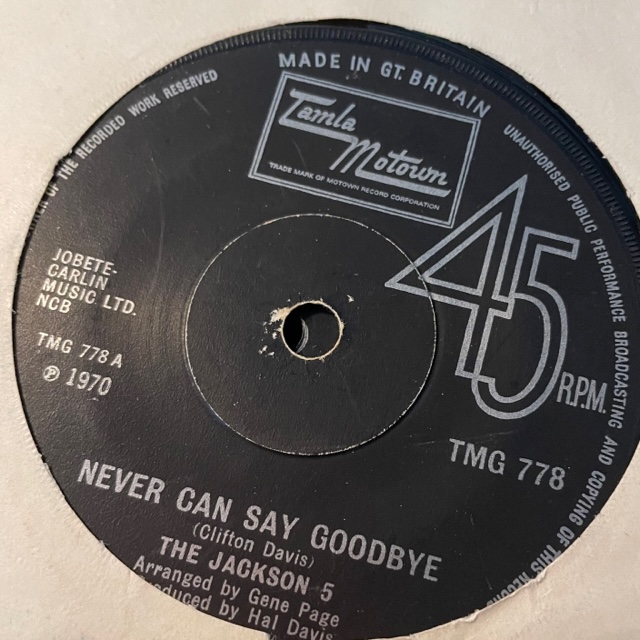 MADE IN GT. BRITAIN
OF THE RECORDED WORK RESERVED
UNAUTHORISED PUBLIC PERFORMANCE BROADCASTING AND COPYING OF THIS RECORD
Tamla
Motown
TRADE MARK OF MOTOWN RECORD CORPORATION
45
R.P.M.
JOBETE-
CARLIN
MUSIC LTD.
NCB
TMG 778 A
℗ 1970
TMG 778
NEVER CAN SAY GOODBYE
(Clifton Davis)
THE JACKSON 5
Arranged by Gene Page
Produced by Hal Davis